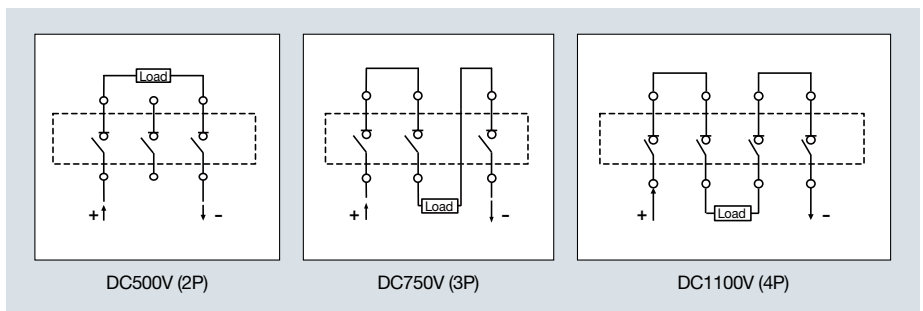 Load
DC500V (2P)
+ -
Load
DC750V (3P)
+ -
Load
DC1100V (4P)
+ -